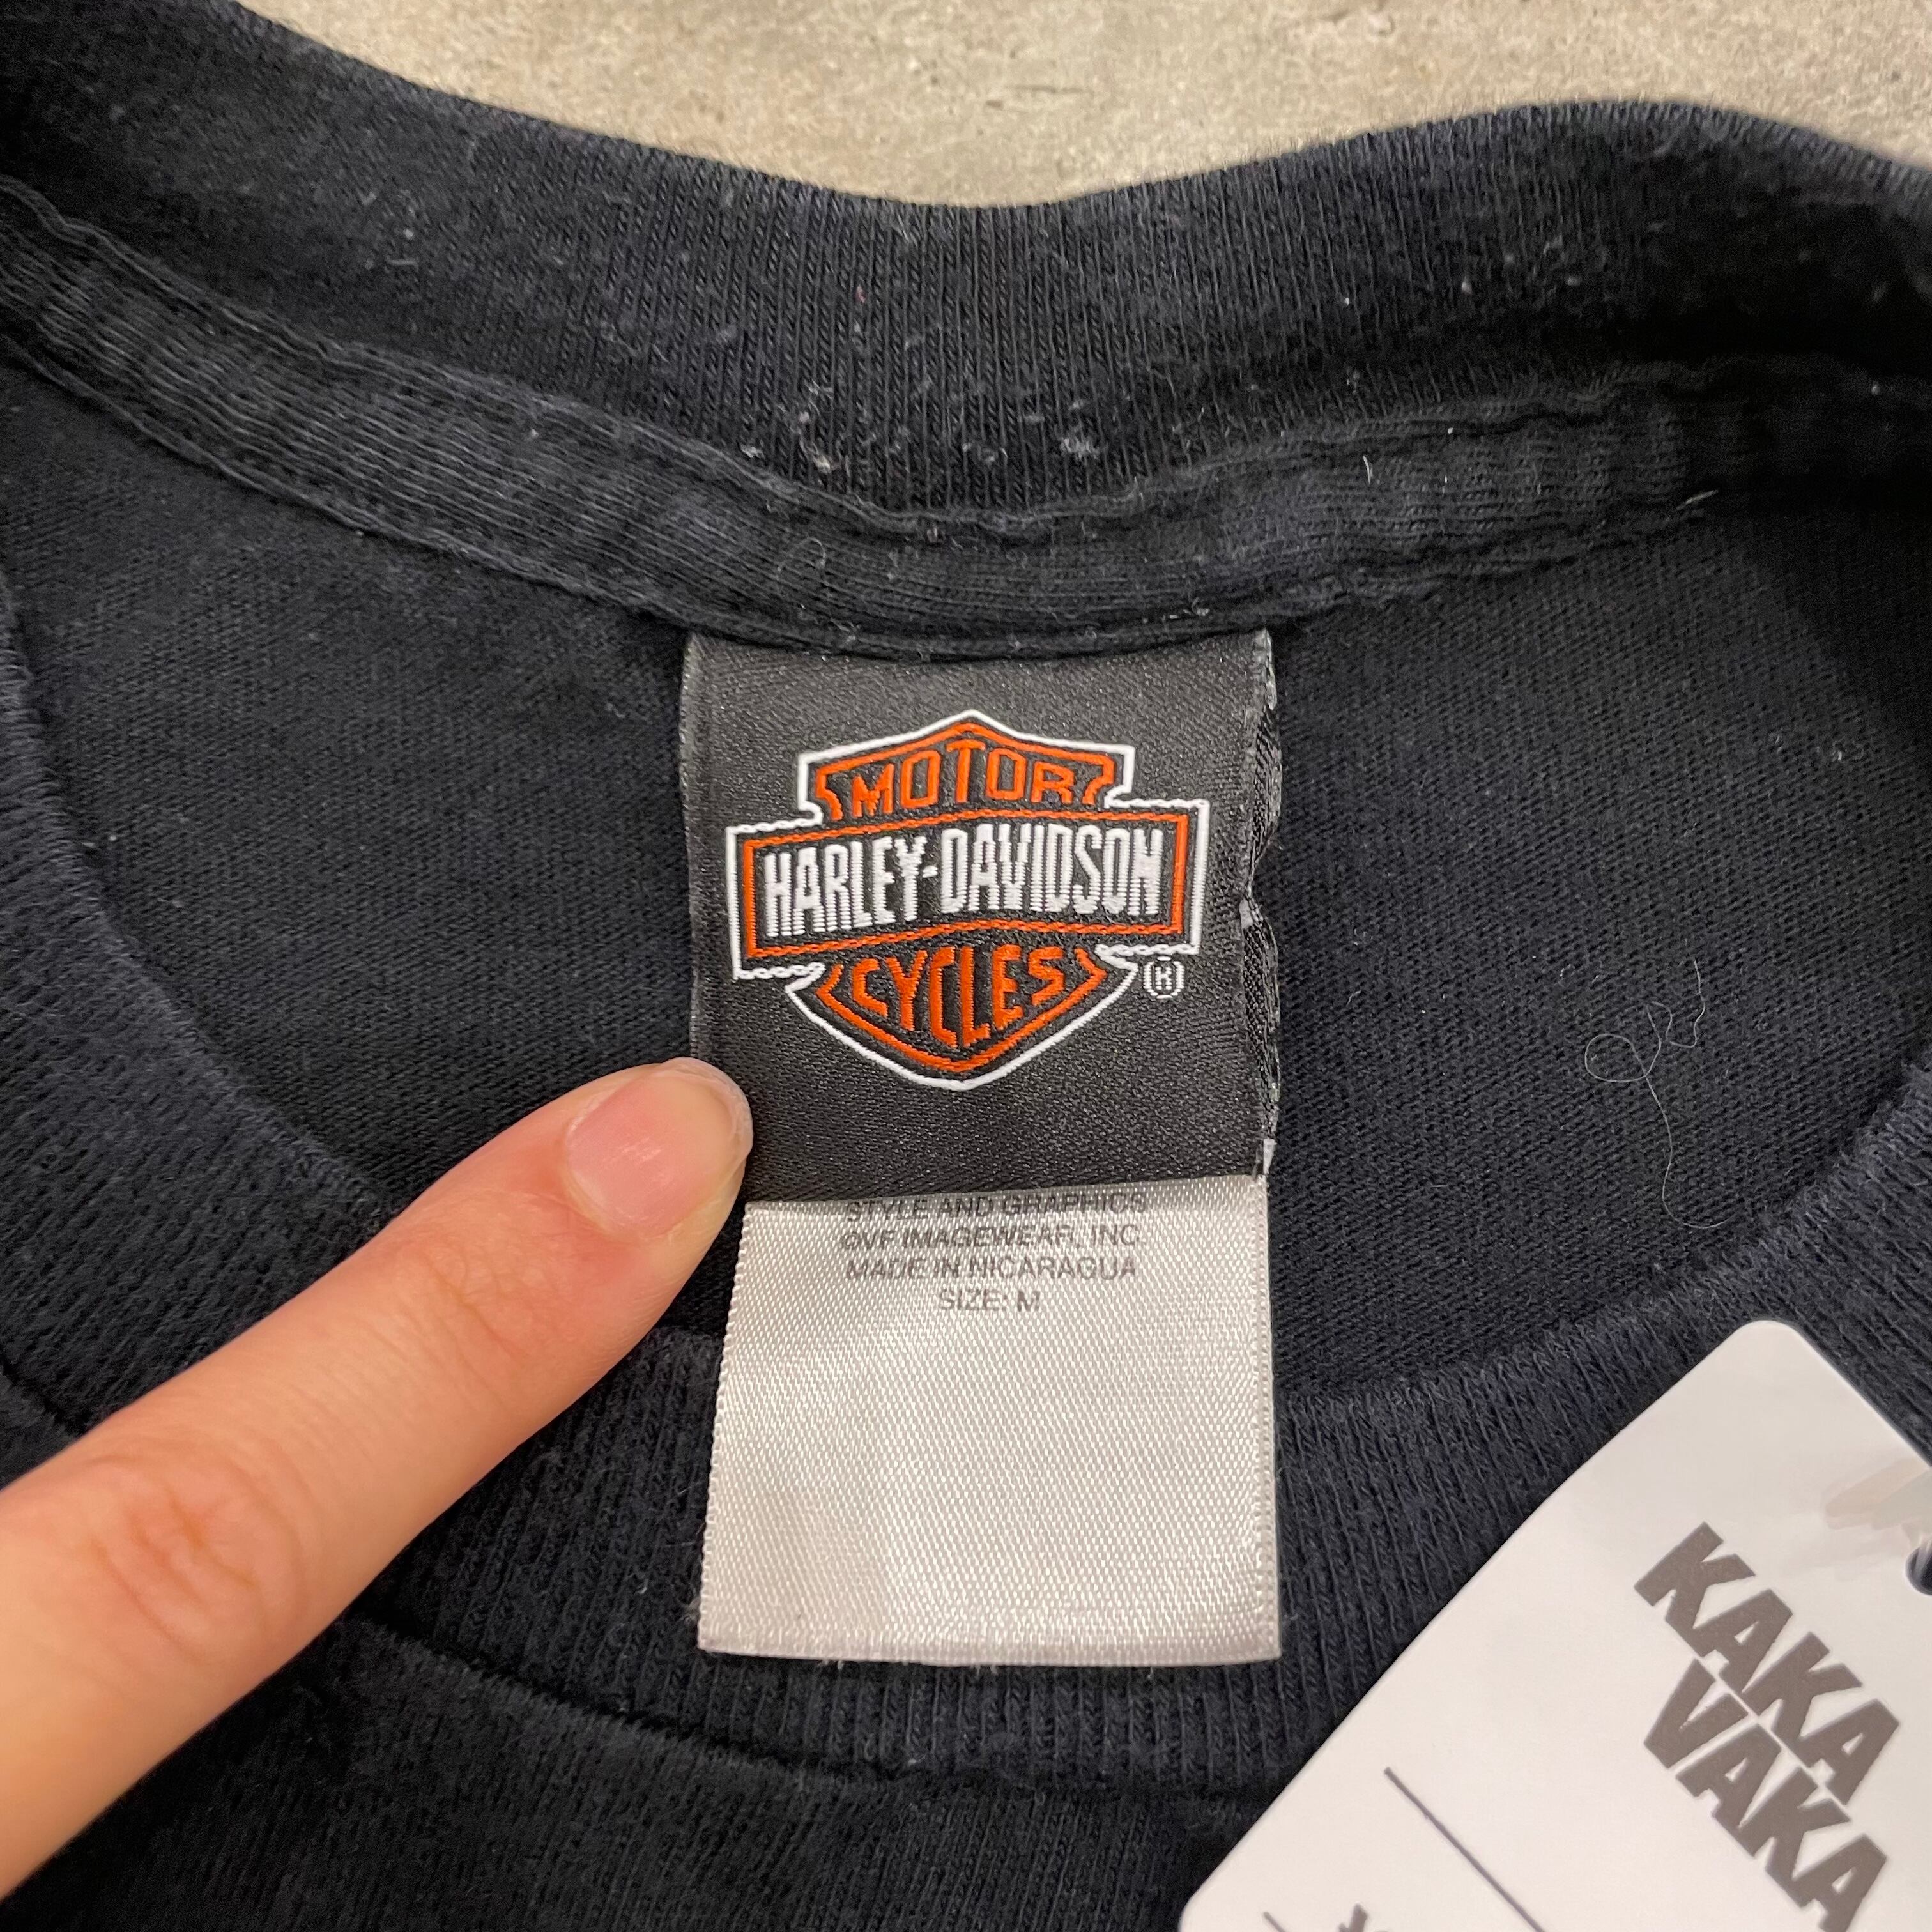 MOTOR
HARLEY-DAVIDSON
CYCLES
®
STYLE AND GRAPHICS
©VF IMAGEWEAR, INC
MADE IN NICARAGUA
SIZE: M
KAKA
VAKA